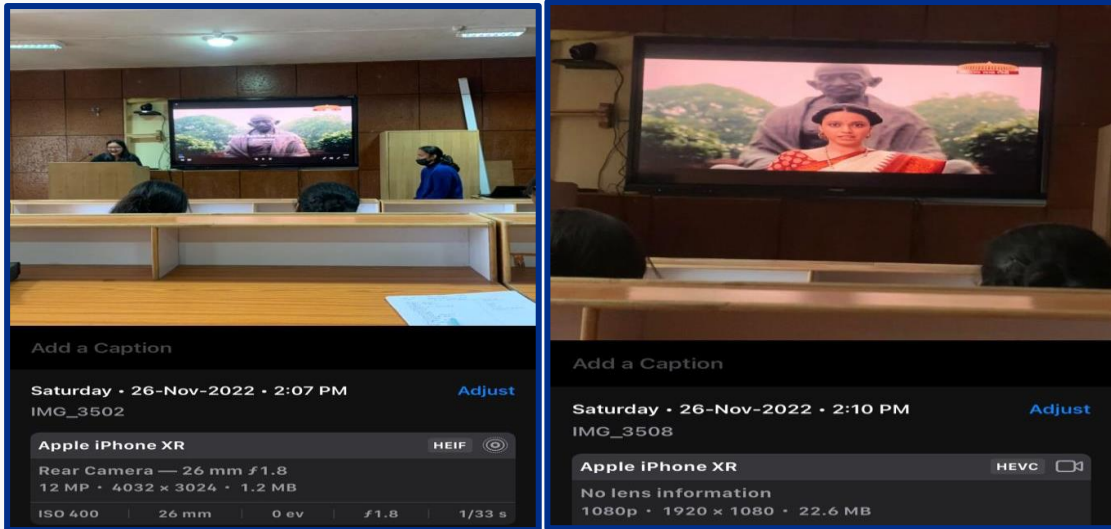 Add a Caption
Saturday • 26-Nov-2022 • 2:07 PM
Adjust
IMG_3502
Apple iPhone XR
HEIF
Rear Camera — 26 mm ƒ1.8
12 MP • 4032 × 3024 • 1.2 MB
ISO 400 | 26 mm | 0 ev | ƒ1.8 | 1/33 s
Add a Caption
Saturday • 26-Nov-2022 • 2:10 PM
Adjust
IMG_3508
Apple iPhone XR
HEVC
No lens information
1080p • 1920 × 1080 • 22.6 MB